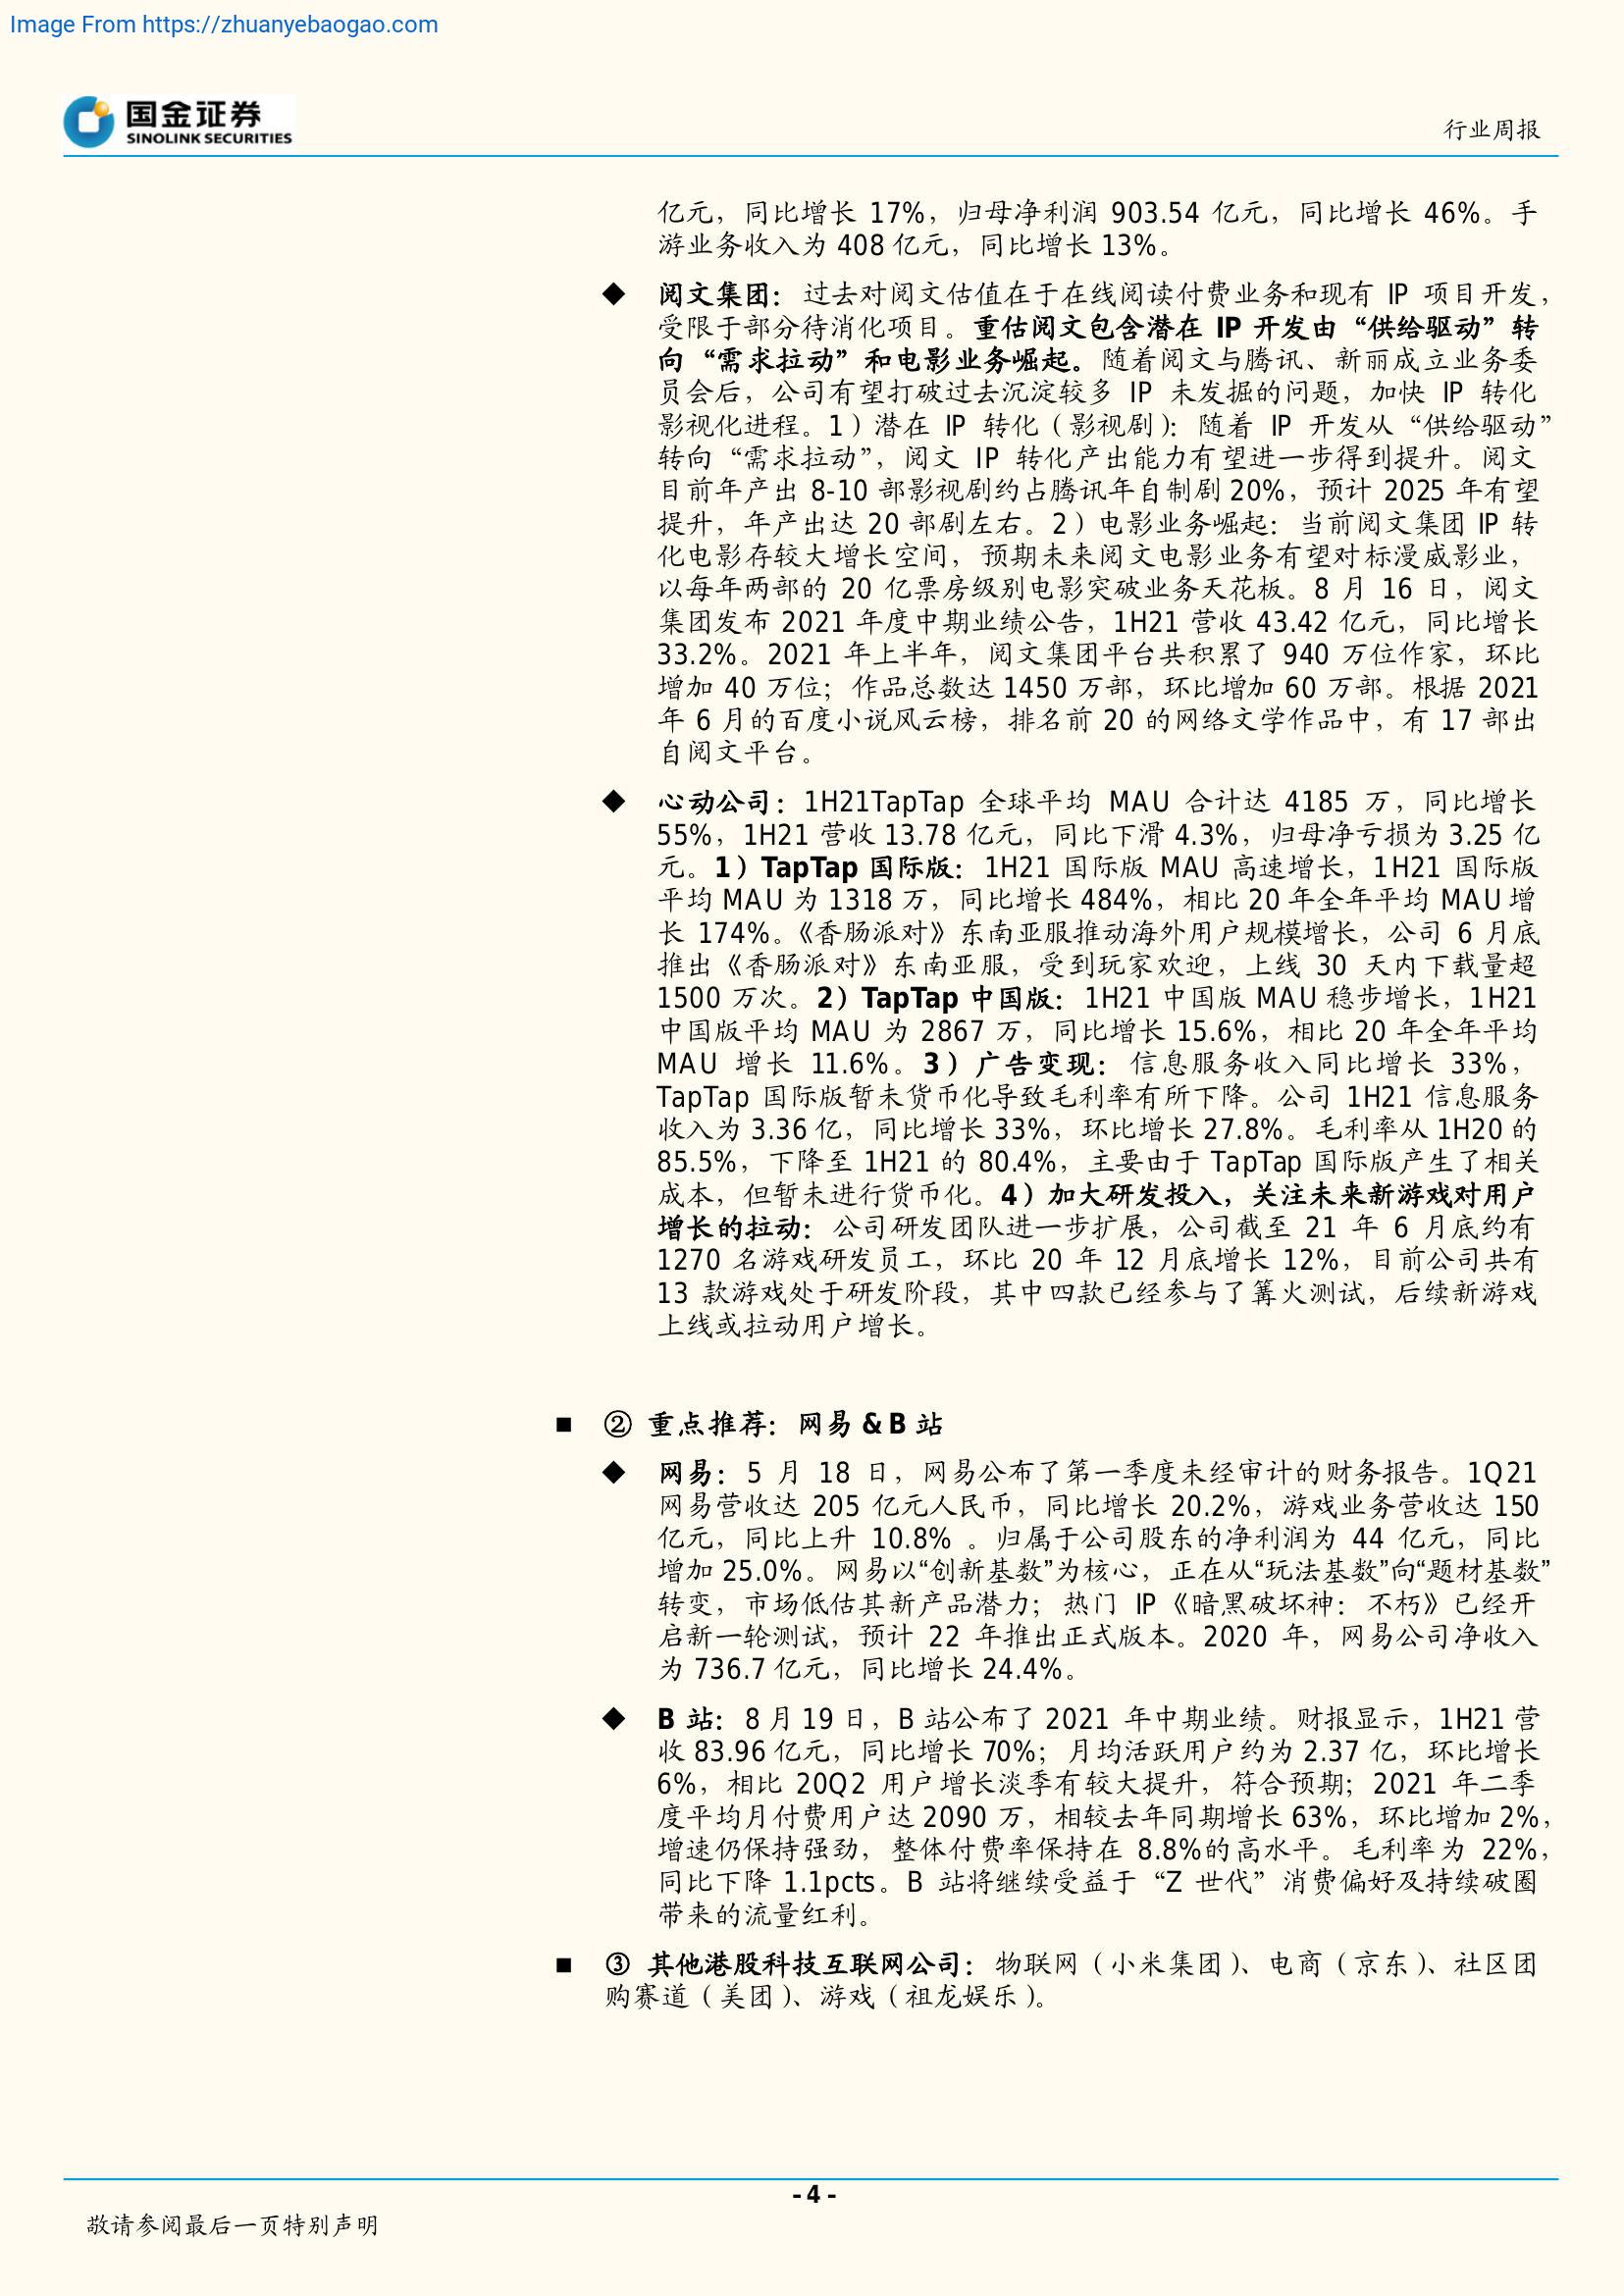 Image From https://zhuanyebaogao.com
国金证券
SINOLINK SECURITIES
行业周报
亿元，同比增长 17%，归母净利润 903.54 亿元，同比增长 46%。手
游业务收入为 408 亿元，同比增长 13%。
◆ 阅文集团：过去对阅文估值在于在线阅读付费业务和现有 IP 项目开发，
受限于部分待消化项目。重估阅文包含潜在 IP 开发由“供给驱动”转
向“需求拉动”和电影业务崛起。随着阅文与腾讯、新丽成立业务委
员会后，公司有望打破过去沉淀较多 IP 未发掘的问题，加快 IP 转化
影视化进程。1）潜在 IP 转化（影视剧）：随着 IP 开发从“供给驱动”
转向“需求拉动”，阅文 IP 转化产出能力有望进一步得到提升。阅文
目前年产出 8-10 部影视剧约占腾讯年自制剧 20%，预计 2025 年有望
提升，年产出达 20 部剧左右。2）电影业务崛起：当前阅文集团 IP 转
化电影存较大增长空间，预期未来阅文电影业务有望对标漫威影业，
以每年两部的 20 亿票房级别电影突破业务天花板。8 月 16 日，阅文
集团发布 2021 年度中期业绩公告，1H21 营收 43.42 亿元，同比增长
33.2%。2021 年上半年，阅文集团平台共积累了 940 万位作家，环比
增加 40 万位；作品总数达 1450 万部，环比增加 60 万部。根据 2021
年 6 月的百度小说风云榜，排名前 20 的网络文学作品中，有 17 部出
自阅文平台。
◆ 心动公司：1H21TapTap 全球平均 MAU 合计达 4185 万，同比增长
55%，1H21 营收 13.78 亿元，同比下滑 4.3%，归母净亏损为 3.25 亿
元。1）TapTap 国际版：1H21 国际版 MAU 高速增长，1H21 国际版
平均 MAU 为 1318 万，同比增长 484%，相比 20 年全年平均 MAU 增
长 174%。《香肠派对》东南亚服推动海外用户规模增长，公司 6 月底
推出《香肠派对》东南亚服，受到玩家欢迎，上线 30 天内下载量超
1500 万次。2）TapTap 中国版：1H21 中国版 MAU 稳步增长，1H21
中国版平均 MAU 为 2867 万，同比增长 15.6%，相比 20 年全年平均
MAU 增长 11.6%。3）广告变现：信息服务收入同比增长 33%，
TapTap 国际版暂未货币化导致毛利率有所下降。公司 1H21 信息服务
收入为 3.36 亿，同比增长 33%，环比增长 27.8%。毛利率从 1H20 的
85.5%，下降至 1H21 的 80.4%，主要由于 TapTap 国际版产生了相关
成本，但暂未进行货币化。4）加大研发投入，关注未来新游戏对用户
增长的拉动：公司研发团队进一步扩展，公司截至 21 年 6 月底约有
1270 名游戏研发员工，环比 20 年 12 月底增长 12%，目前公司共有
13 款游戏处于研发阶段，其中四款已经参与了篝火测试，后续新游戏
上线或拉动用户增长。
■ ② 重点推荐：网易 & B 站
◆ 网易：5 月 18 日，网易公布了第一季度未经审计的财务报告。1Q21
网易营收达 205 亿元人民币，同比增长 20.2%，游戏业务营收达 150
亿元，同比上升 10.8% 。归属于公司股东的净利润为 44 亿元，同比
增加 25.0%。网易以“创新基数”为核心，正在从“玩法基数”向“题材基数”
转变，市场低估其新产品潜力；热门 IP《暗黑破坏神：不朽》已经开
启新一轮测试，预计 22 年推出正式版本。2020 年，网易公司净收入
为 736.7 亿元，同比增长 24.4%。
◆ B 站：8 月 19 日，B 站公布了 2021 年中期业绩。财报显示，1H21 营
收 83.96 亿元，同比增长 70%；月均活跃用户约为 2.37 亿，环比增长
6%，相比 20Q2 用户增长淡季有较大提升，符合预期；2021 年二季
度平均月付费用户达 2090 万，相较去年同期增长 63%，环比增加 2%，
增速仍保持强劲，整体付费率保持在 8.8%的高水平。毛利率为 22%，
同比下降 1.1pcts。B 站将继续受益于“Z 世代”消费偏好及持续破圈
带来的流量红利。
■ ③ 其他港股科技互联网公司：物联网（小米集团）、电商（京东）、社区团
购赛道（美团）、游戏（祖龙娱乐）。
- 4 -
敬请参阅最后一页特别声明